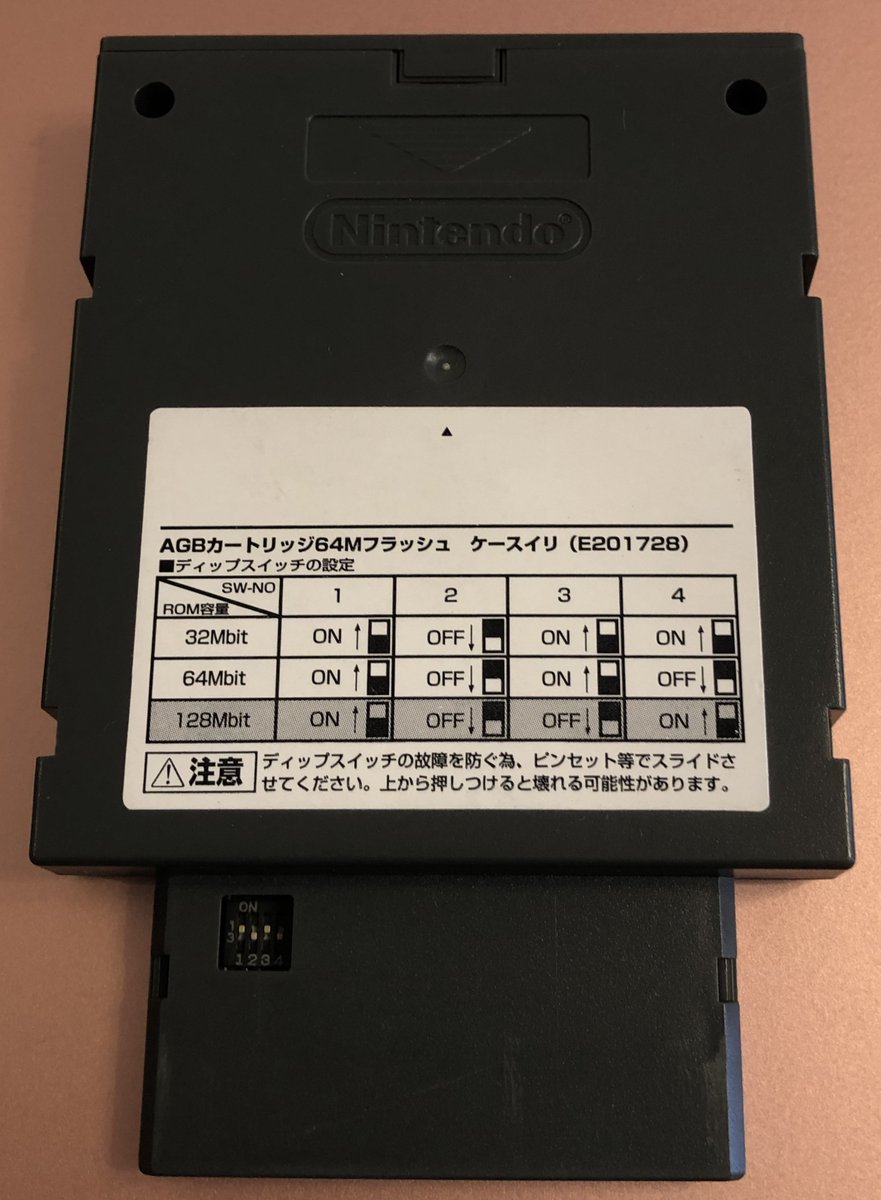 Nintendo®
AGBカートリッジ64Mフラッシュ ケースイリ（E201728）
■ディップスイッチの設定
SW-NO 1 2 3 4
ROM容量
32Mbit ON↑ OFF↓ ON↑ ON↑
64Mbit ON↑ OFF↓ ON↑ OFF↓
128Mbit ON↑ OFF↓ OFF↓ ON↑
注意
ディップスイッチの故障を防ぐ為、ピンセット等でスライドさ
せてください。上から押しつけると壊れる可能性があります。
ON
1
3
1 2 3 4